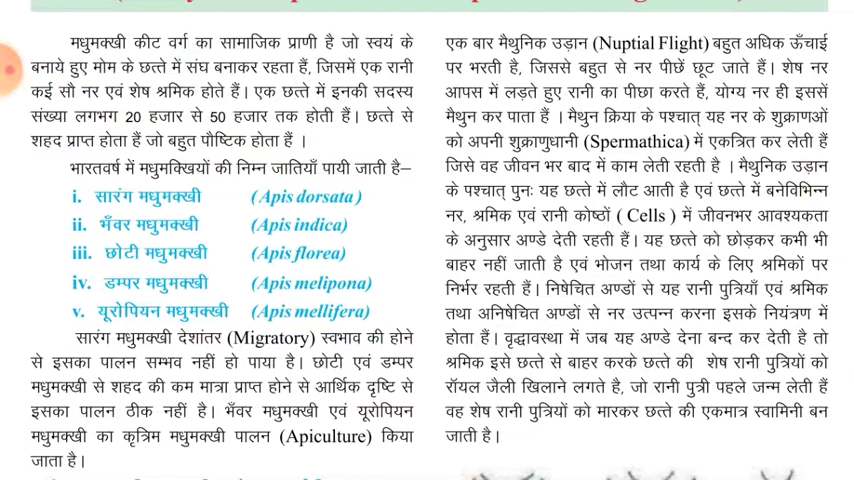 मधुमक्खी कीट वर्ग का सामाजिक प्राणी है जो स्वयं के
बनाये हुए मोम के छत्ते में संघ बनाकर रहता हैं, जिसमें एक रानी
कई सौ नर एवं शेष श्रमिक होते हैं। एक छत्ते में इनकी सदस्य
संख्या लगभग 20 हजार से 50 हजार तक होती हैं। छत्ते से
शहद प्राप्त होता हैं जो बहुत पौष्टिक होता हैं ।
भारतवर्ष में मधुमक्खियों की निम्न जातियाँ पायी जाती है–
i. सारंग मधुमक्खी (Apis dorsata)
ii. भँवर मधुमक्खी (Apis indica)
iii. छोटी मधुमक्खी (Apis florea)
iv. डम्पर मधुमक्खी (Apis melipona)
v. यूरोपियन मधुमक्खी (Apis mellifera)
सारंग मधुमक्खी देशांतर (Migratory) स्वभाव की होने
से इसका पालन सम्भव नहीं हो पाया है। छोटी एवं डम्पर
मधुमक्खी से शहद की कम मात्रा प्राप्त होने से आर्थिक दृष्टि से
इसका पालन ठीक नहीं है। भँवर मधुमक्खी एवं यूरोपियन
मधुमक्खी का कृत्रिम मधुमक्खी पालन (Apiculture) किया
जाता है।
एक बार मैथुनिक उड़ान (Nuptial Flight) बहुत अधिक ऊँचाई
पर भरती है, जिससे बहुत से नर पीछें छूट जाते हैं। शेष नर
आपस में लड़ते हुए रानी का पीछा करते हैं, योग्य नर ही इससें
मैथुन कर पाता हैं । मैथुन क्रिया के पश्चात् यह नर के शुक्राणओं
को अपनी शुक्राणुधानी (Spermathica) में एकत्रित कर लेती हैं
जिसे वह जीवन भर बाद में काम लेती रहती है । मैथुनिक उड़ान
के पश्चात् पुनः यह छत्ते में लौट आती है एवं छत्ते में बनेविभिनन
नर, श्रमिक एवं रानी कोष्ठों ( Cells ) में जीवनभर आवश्यकता
के अनुसार अण्डे देती रहती हैं। यह छत्ते को छोड़कर कभी भी
बाहर नहीं जाती है एवं भोजन तथा कार्य के लिए श्रमिकों पर
निर्भर रहती हैं। निषेचित अण्डों से यह रानी पुत्रियाँ एवं श्रमिक
तथा अनिषेचित अण्डों से नर उत्पन्न करना इसके नियंत्रण में
होता हैं। वृद्धावस्था में जब यह अण्डे देना बन्द कर देती है तो
श्रमिक इसे छत्ते से बाहर करके छत्ते की शेष रानी पुत्रियों को
रॉयल जैली खिलाने लगते है, जो रानी पुत्री पहले जन्म लेती हैं
वह शेष रानी पुत्रियों को मारकर छत्ते की एकमात्र स्वामिनी बन
जाती है।